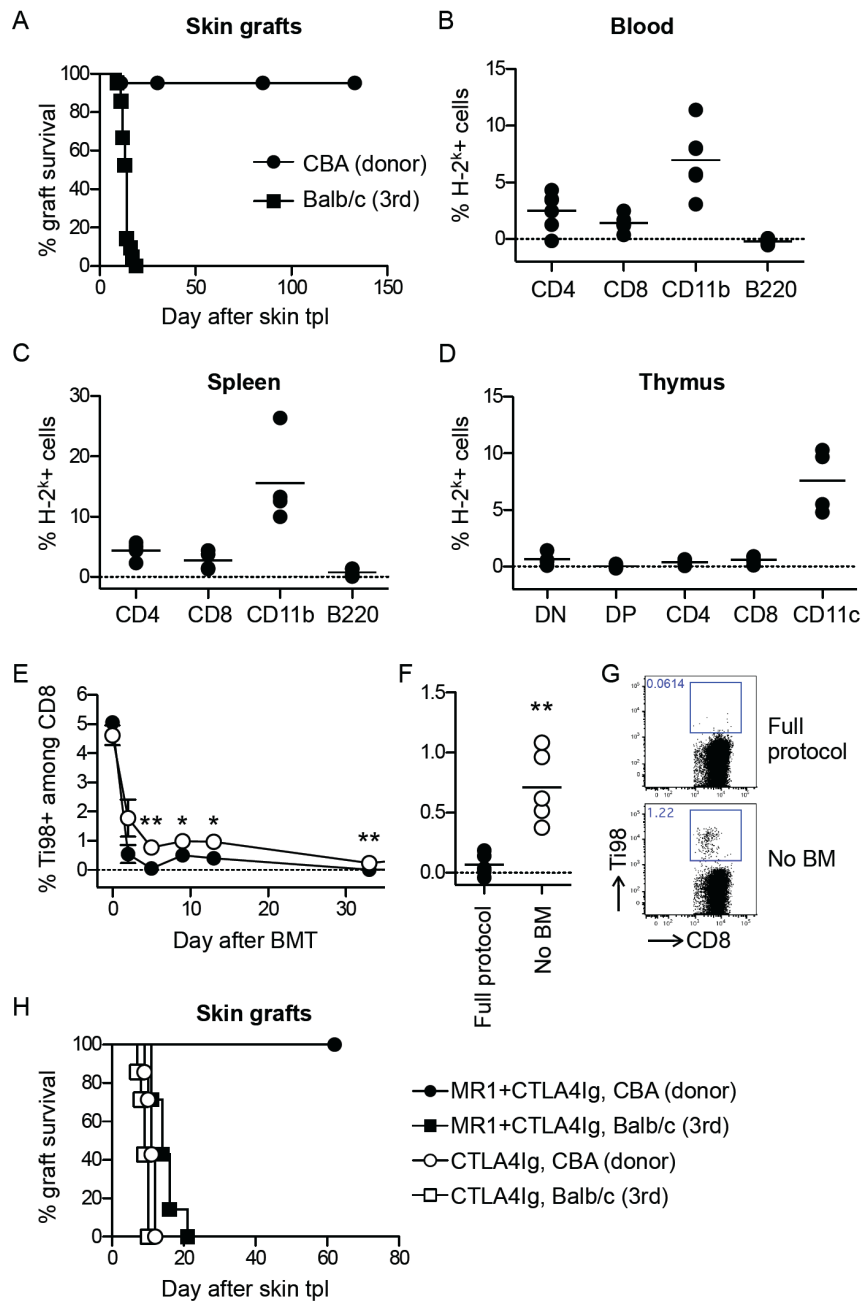 A
Skin grafts
% graft survival
100
80
60
40
20
0
0 50 100 150
Day after skin tpl
CBA (donor)
Balb/c (3rd)
B
Blood
% H-2ᵏ+ cells
15
10
5
0
CD4 CD8 CD11b B220
C
Spleen
% H-2ᵏ+ cells
30
20
10
0
CD4 CD8 CD11b B220
D
Thymus
% H-2ᵏ+ cells
15
10
5
0
DN DP CD4 CD8 CD11c
E
% Ti98+ among CD8
6
5
4
3
2
1
0
** * * **
0 10 20 30
Day after BMT
F
1.5
1.0
0.5
0.0
**
Full protocol
No BM
G
0.0614
Full
protocol
1.22
No BM
Ti98
CD8
H
Skin grafts
% graft survival
100
80
60
40
20
0
0 20 40 60 80
Day after skin tpl
MR1+CTLA4Ig, CBA (donor)
MR1+CTLA4Ig, Balb/c (3rd)
CTLA4Ig, CBA (donor)
CTLA4Ig, Balb/c (3rd)